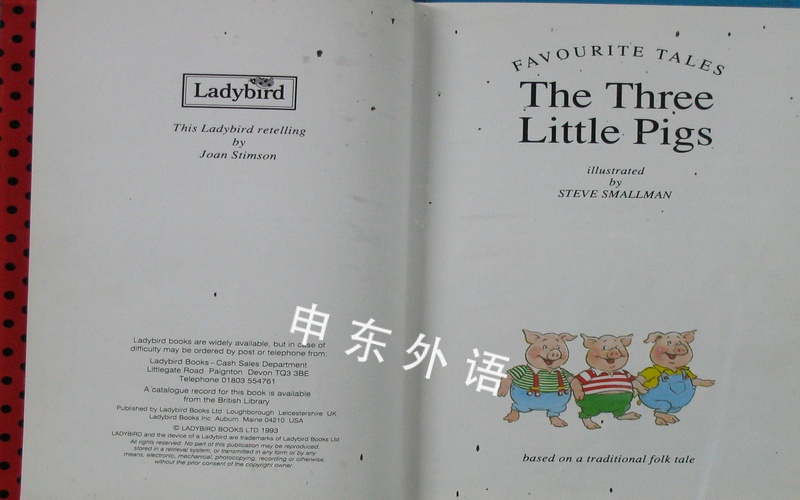 Ladybird
This Ladybird retelling
by
Joan Stimson
Ladybird books are widely available, but in case of
difficulty may be ordered by post or telephone from:
Ladybird Books – Cash Sales Department
Littlegate Road Paignton Devon TQ3 3BE
Telephone 01803 554761
A catalogue record for this book is available
from the British Library
Published by Ladybird Books Ltd Loughborough Leicestershire UK
Ladybird Books Inc Auburn Maine 04210 USA
© LADYBIRD BOOKS LTD 1993
LADYBIRD and the device of a Ladybird are trademarks of Ladybird Books Ltd
All rights reserved. No part of this publication may be reproduced,
stored in a retrieval system, or transmitted in any form or by any
means, electronic, mechanical, photocopying, recording or otherwise,
without the prior consent of the copyright owner.
申东外语
FAVOURITE TALES
The Three
Little Pigs
illustrated
by
STEVE SMALLMAN
based on a traditional folk tale